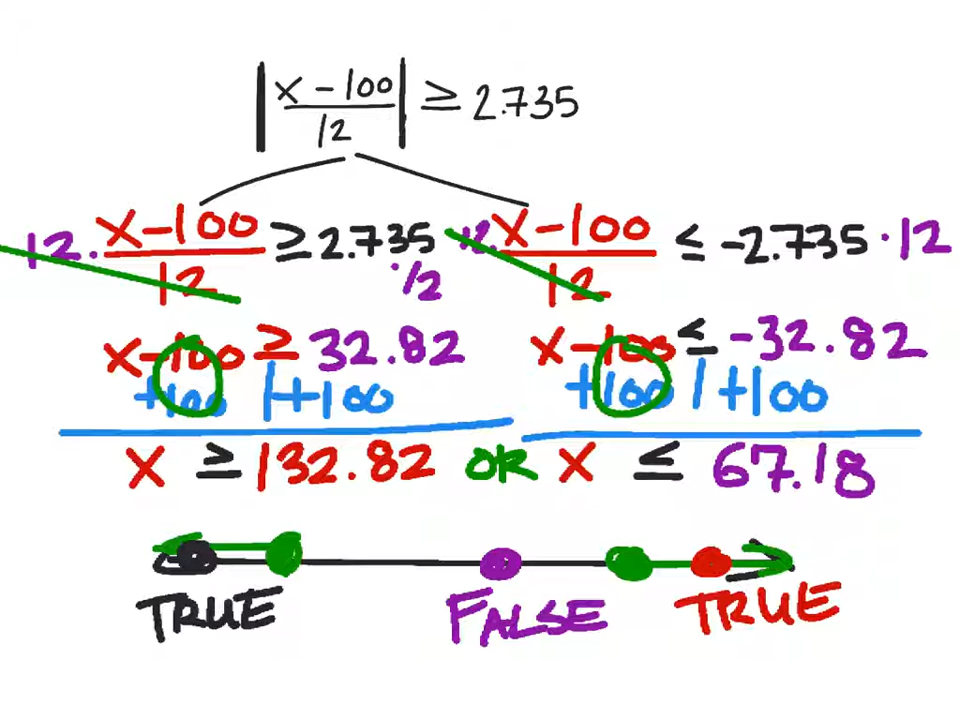 |x-100/12| ≥ 2.735
12· x-100/12 ≥ 2.735 ·12
12· x-100/12 ≤ -2.735 ·12
x-100 ≥ 32.82
x-100 ≤ -32.82
+100 | +100
+100 | +100
x ≥ 132.82 OR x ≤ 67.18
TRUE FALSE TRUE